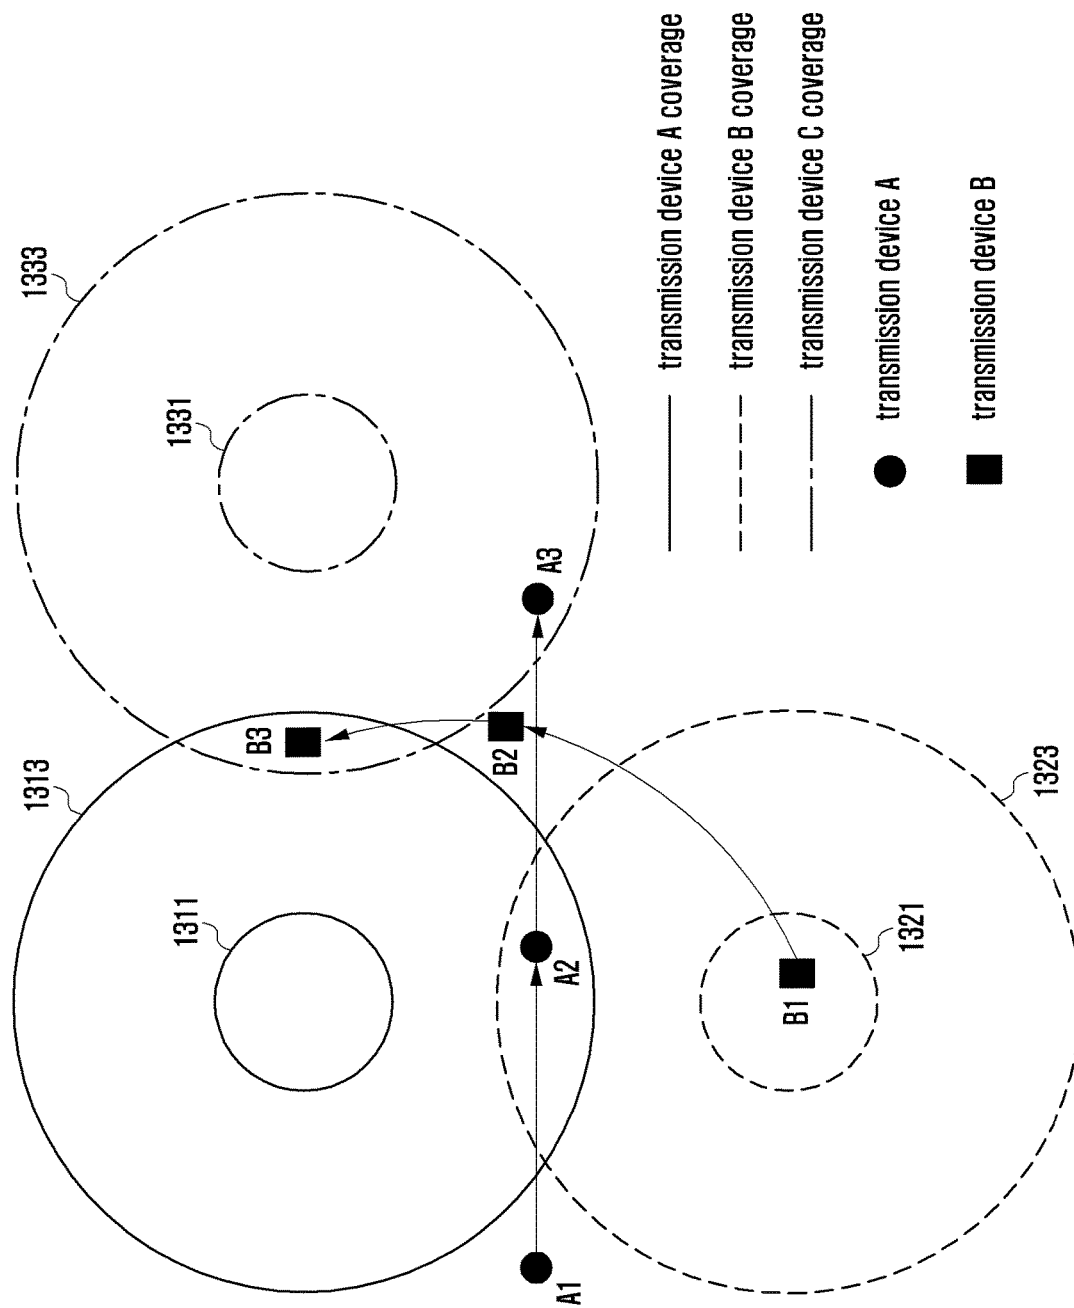 1333
1331
1313
B3
A3
B2
1311
A2
1323
1321
B1
A1
transmission device A coverage
transmission device B coverage
transmission device C coverage
transmission device A
transmission device B